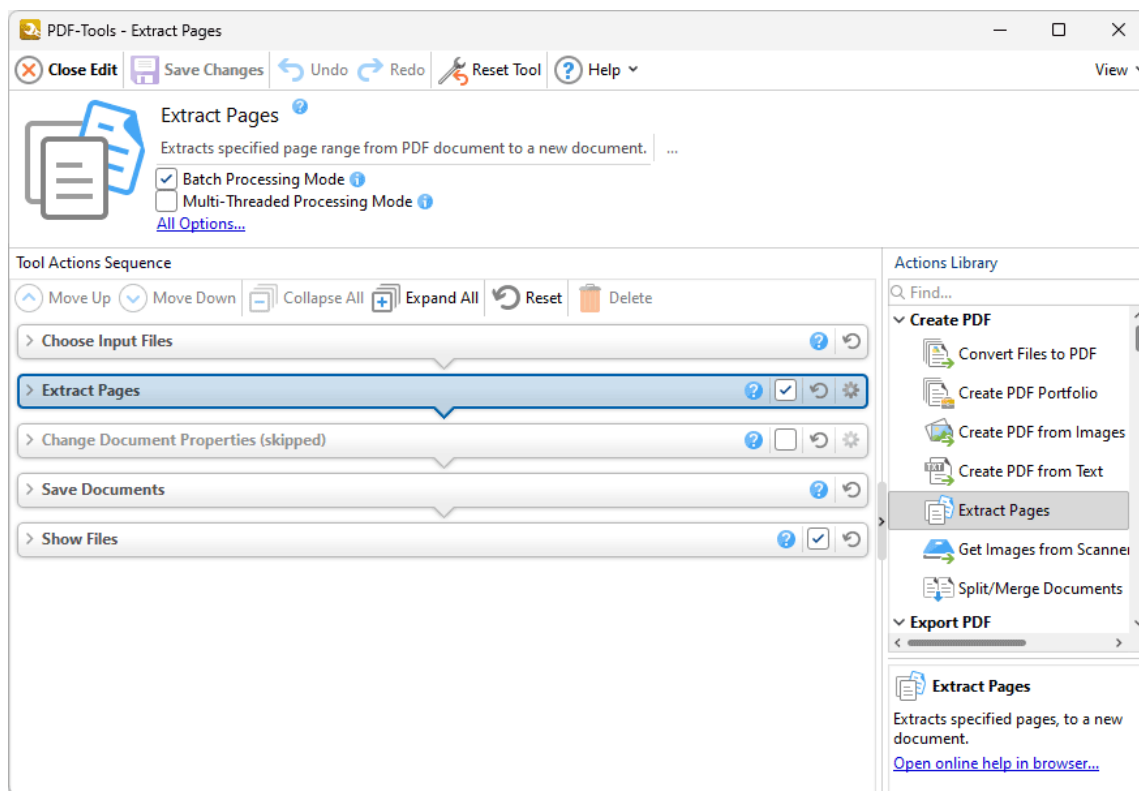 PDF-Tools - Extract Pages
Close Edit Save Changes Undo Redo Reset Tool ? Help View
Extract Pages ?
Extracts specified page range from PDF document to a new document. ...
Batch Processing Mode i
Multi-Threaded Processing Mode i
All Options...
Tool Actions Sequence
Move Up Move Down Collapse All Expand All Reset Delete
Choose Input Files ?
Extract Pages ?
Change Document Properties (skipped) ?
Save Documents ?
Show Files ?
Actions Library
Find...
Create PDF
Convert Files to PDF
Create PDF Portfolio
Create PDF from Images
TXT Create PDF from Text
Extract Pages
Get Images from Scanner
Split/Merge Documents
Export PDF
Extract Pages
Extracts specified pages, to a new
document.
Open online help in browser...